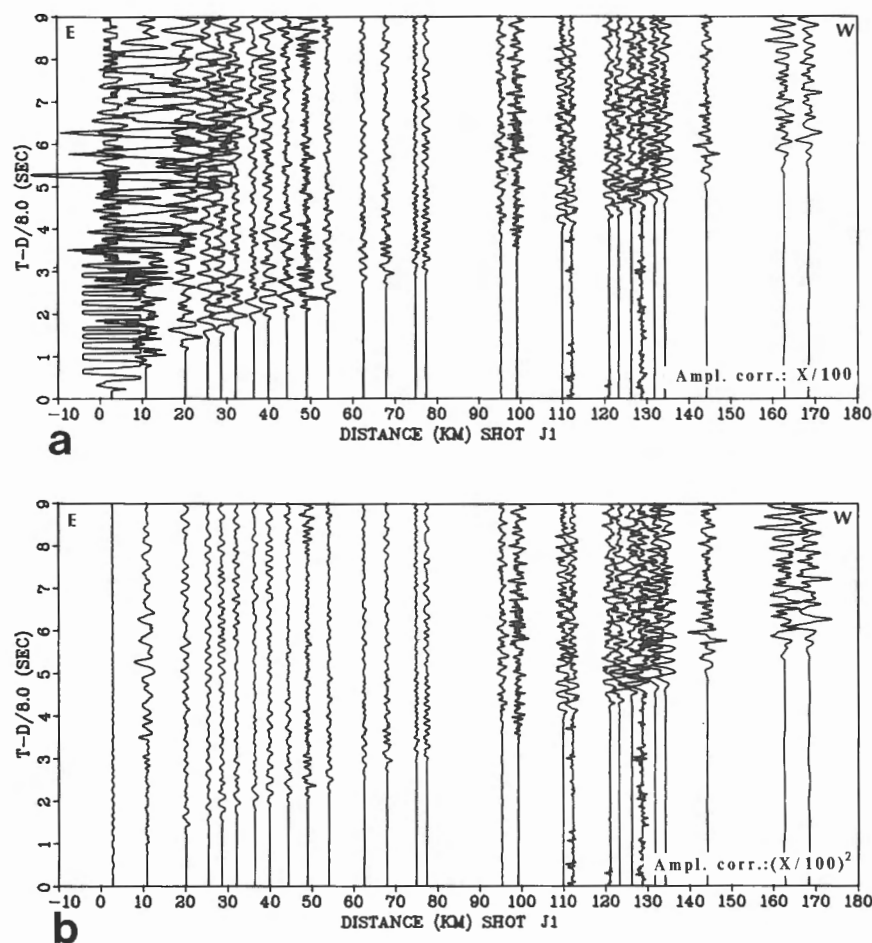 9
8
7
6
5
4
3
2
1
0
T-D/8.0 (SEC)
E
W
Ampl. corr.: X/100
-10 0 10 20 30 40 50 60 70 80 90 100 110 120 130 140 150 160 170 180
DISTANCE (KM) SHOT J1
a
9
8
7
6
5
4
3
2
1
0
T-D/8.0 (SEC)
E
W
Ampl. corr.:(X/100)²
-10 0 10 20 30 40 50 60 70 80 90 100 110 120 130 140 150 160 170 180
DISTANCE (KM) SHOT J1
b